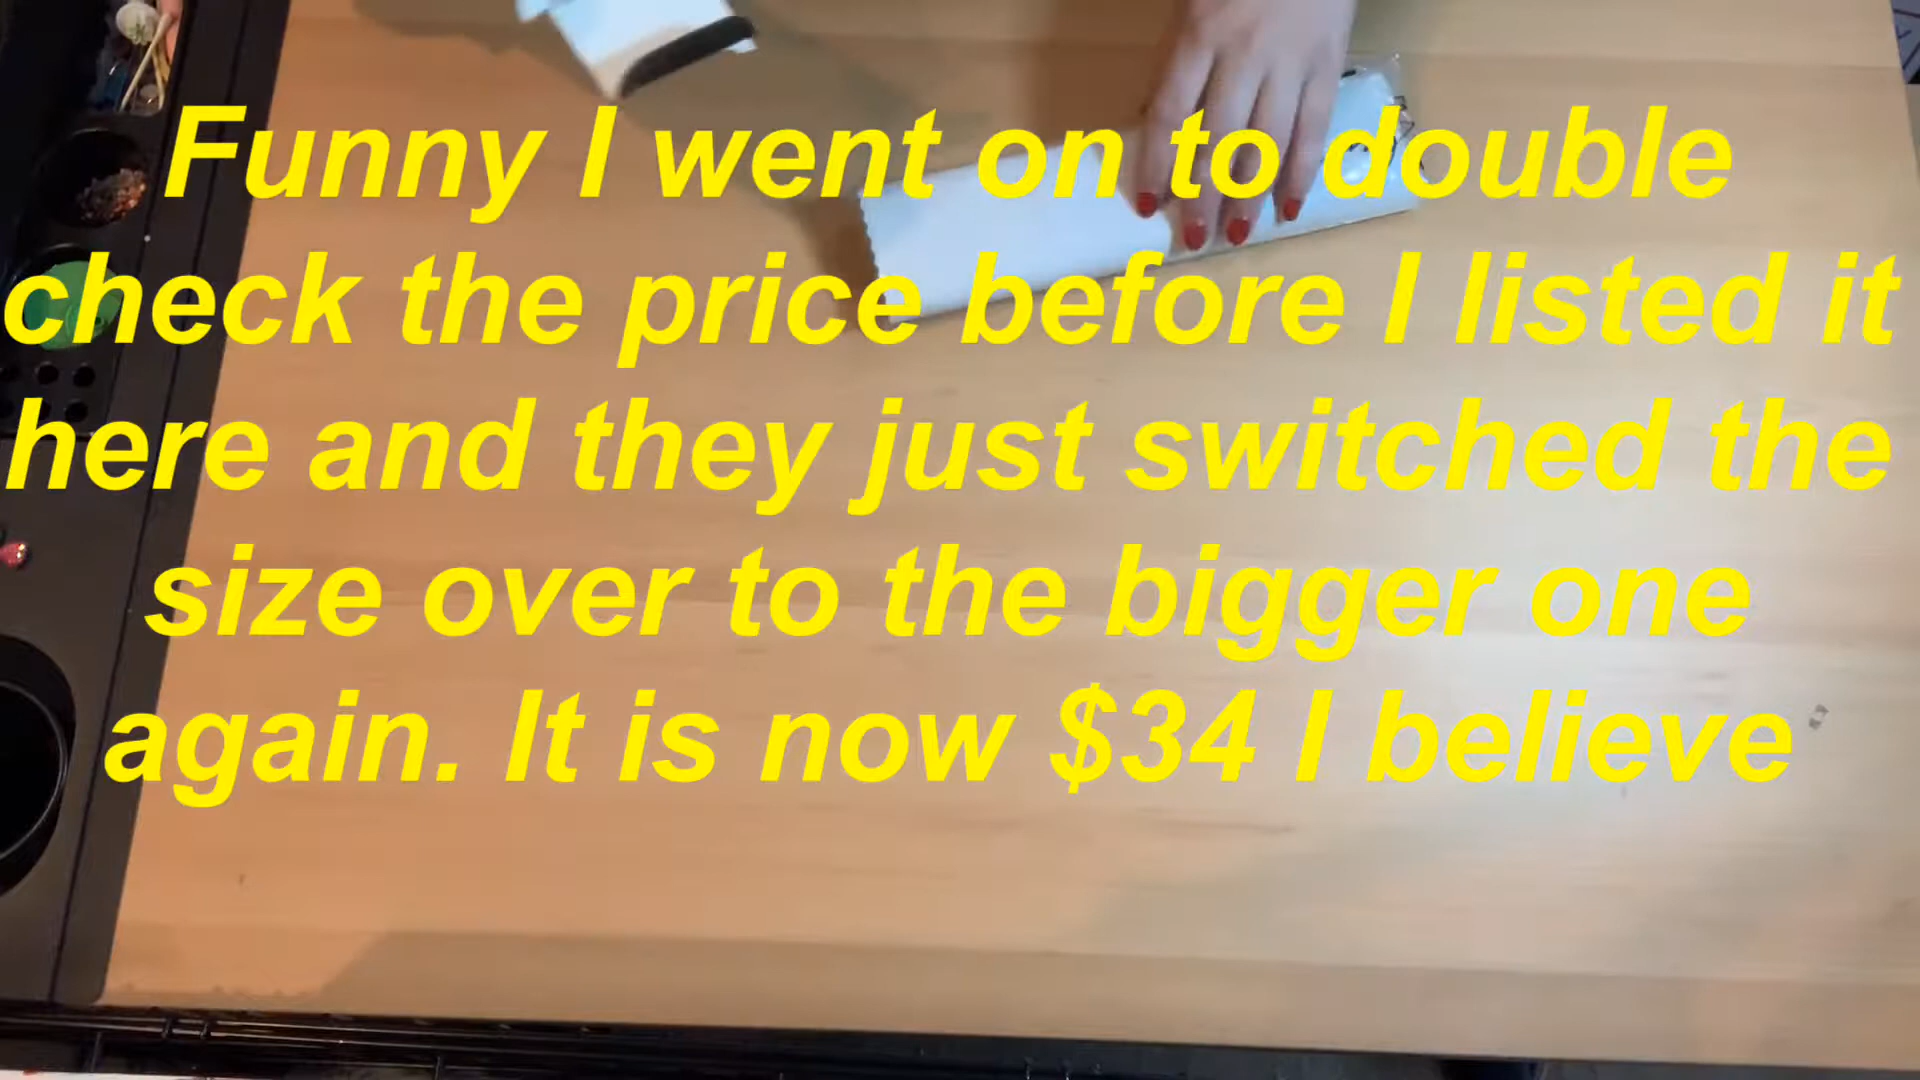 Funny I went on to double
check the price before I listed it
here and they just switched the
size over to the bigger one
again. It is now $34 I believe